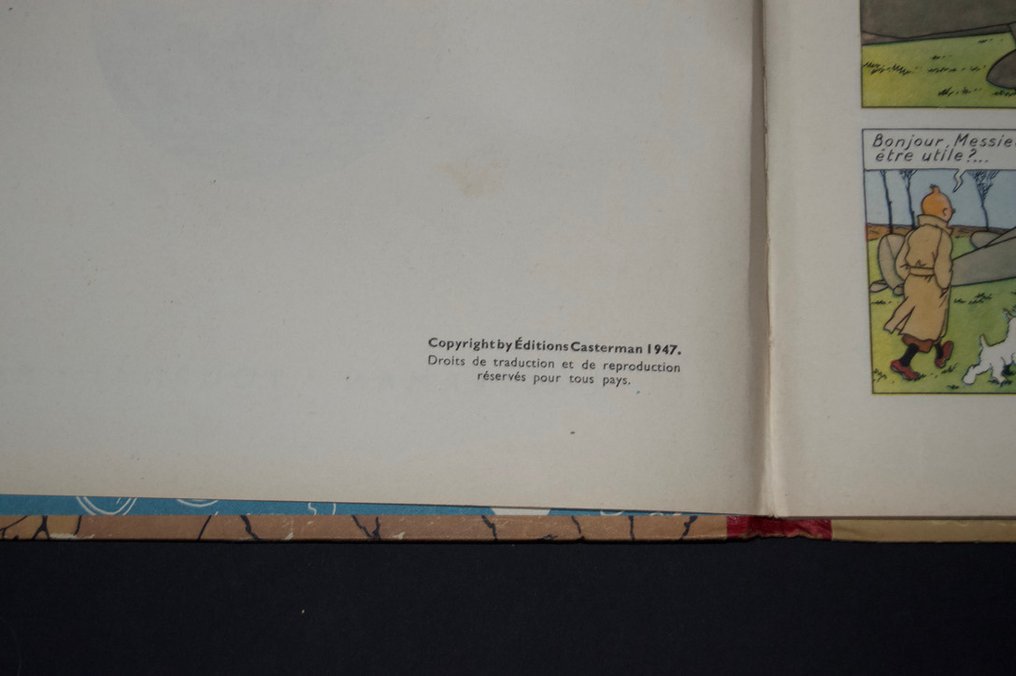 Copyright by Éditions Casterman 1947.
Droits de traduction et de reproduction
réservés pour tous pays.
Bonjour, Messie
être utile?...